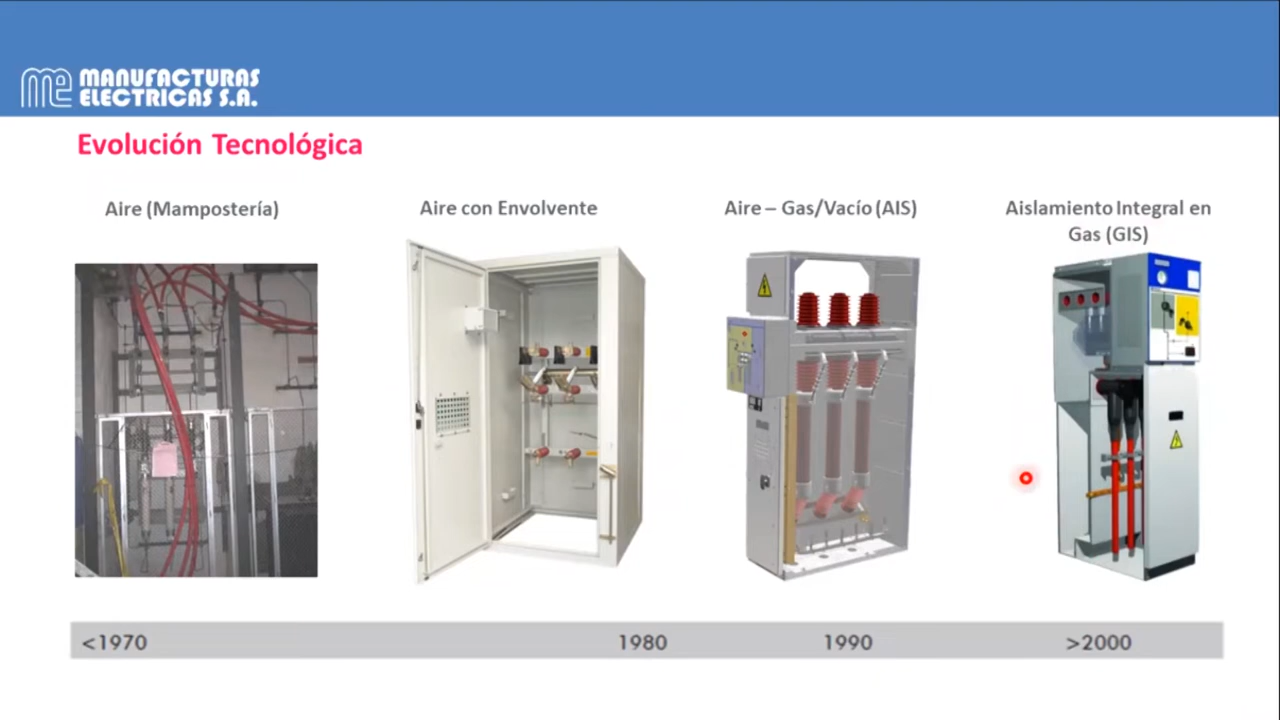 me MANUFACTURAS
ELECTRICAS S.A.
Evolución Tecnológica
Aire (Mampostería)
Aire con Envolvente
Aire – Gas/Vacío (AIS)
Aislamiento Integral en
Gas (GIS)
<1970
1980
1990
>2000